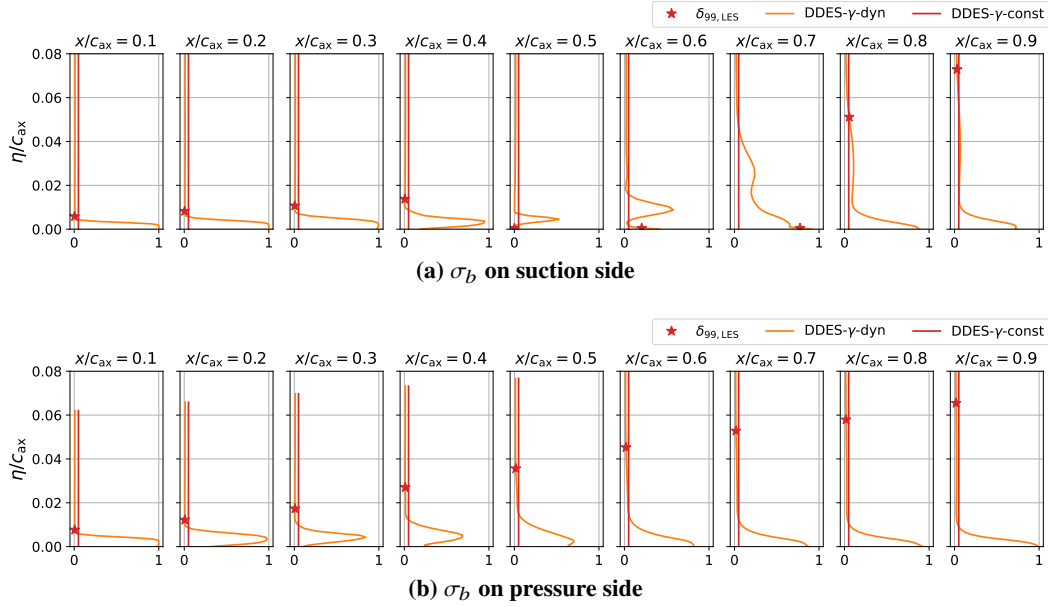 δ99, LES DDES-γ-dyn DDES-γ-const
x/cax = 0.1 x/cax = 0.2 x/cax = 0.3 x/cax = 0.4 x/cax = 0.5 x/cax = 0.6 x/cax = 0.7 x/cax = 0.8 x/cax = 0.9
0.08
0.06
0.04
0.02
0.00
η/cax
0 1 0 1 0 1 0 1 0 1 0 1 0 1 0 1 0 1
(a) σb on suction side
δ99, LES DDES-γ-dyn DDES-γ-const
x/cax = 0.1 x/cax = 0.2 x/cax = 0.3 x/cax = 0.4 x/cax = 0.5 x/cax = 0.6 x/cax = 0.7 x/cax = 0.8 x/cax = 0.9
0.08
0.06
0.04
0.02
0.00
η/cax
0 1 0 1 0 1 0 1 0 1 0 1 0 1 0 1 0 1
(b) σb on pressure side